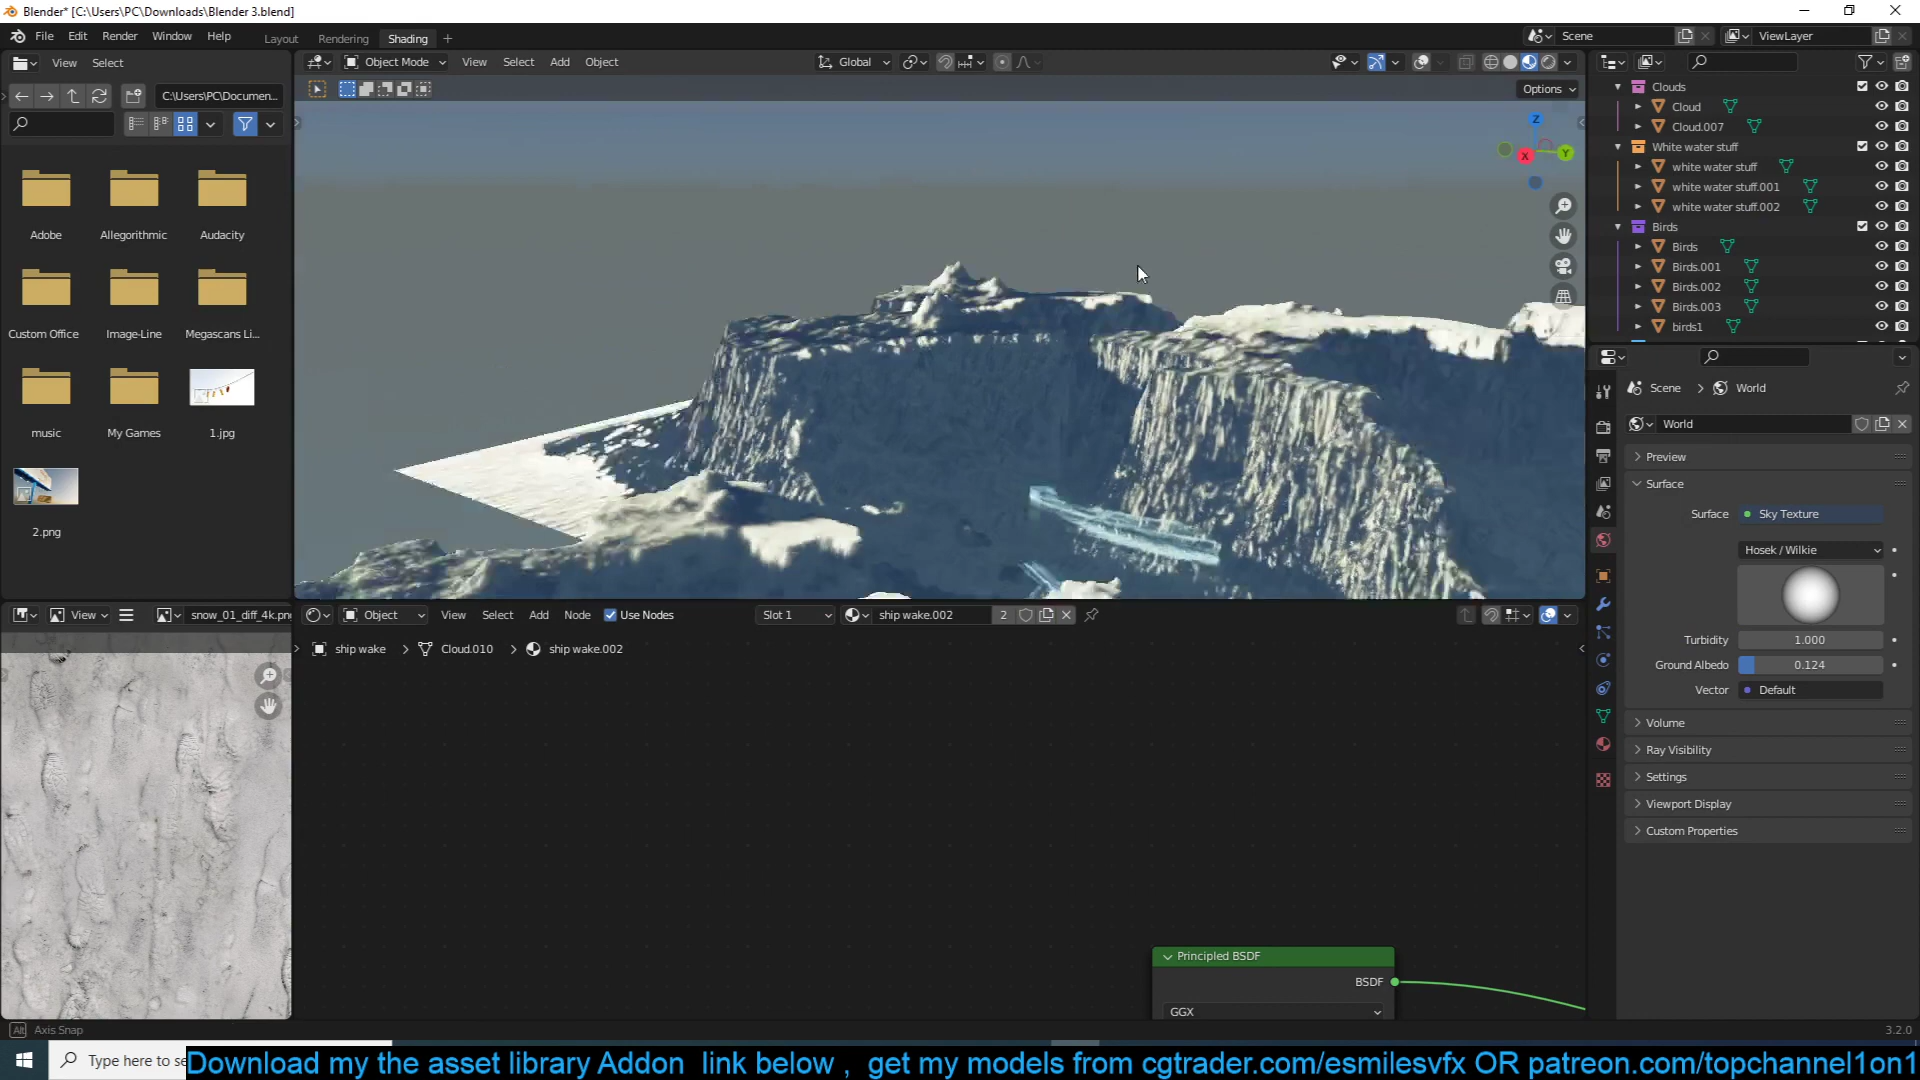 Blender* [C:\Users\PC\Downloads\Blender 3.blend]
File Edit Render Window Help Layout Rendering Shading + Scene ViewLayer
View Select
Object Mode View Select Add Object Global
C:\Users\PC\Documen...
Options
Clouds
Cloud
Cloud.007
White water stuff
white water stuff
white water stuff.001
white water stuff.002
Birds
Birds
Birds.001
Birds.002
Birds.003
birds1
Z
X
Y
Adobe Allegorithmic Audacity
Custom Office Image-Line Megascans Li...
music My Games 1.jpg
2.png
Scene > World
World
Preview
Surface
Surface Sky Texture
Hosek / Wilkie
Turbidity 1.000
Ground Albedo 0.124
Vector Default
Volume
Ray Visibility
Settings
Viewport Display
Custom Properties
View snow_01_diff_4k.pn
Object View Select Add Node Use Nodes Slot 1 ship wake.002 2
ship wake > Cloud.010 > ship wake.002
Principled BSDF
BSDF
GGX
Alt Axis Snap
3.2.0
Type here to se
Download my the asset library Addon link below , get my models from cgtrader.com/esmilesvfx OR patreon.com/topchannel1on1